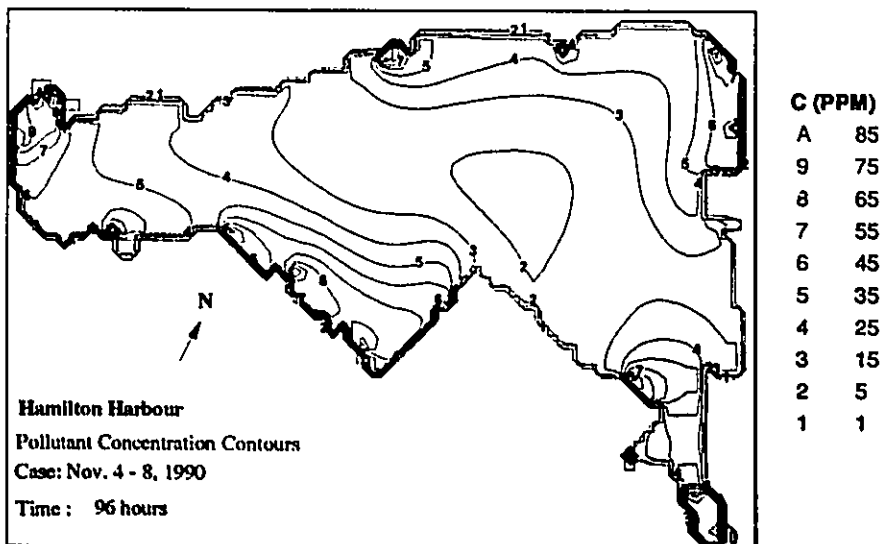 N
Hamilton Harbour
Pollutant Concentration Contours
Case: Nov. 4 - 8, 1990
Time : 96 hours
C (PPM)
A 85
9 75
8 65
7 55
6 45
5 35
4 25
3 15
2 5
1 1